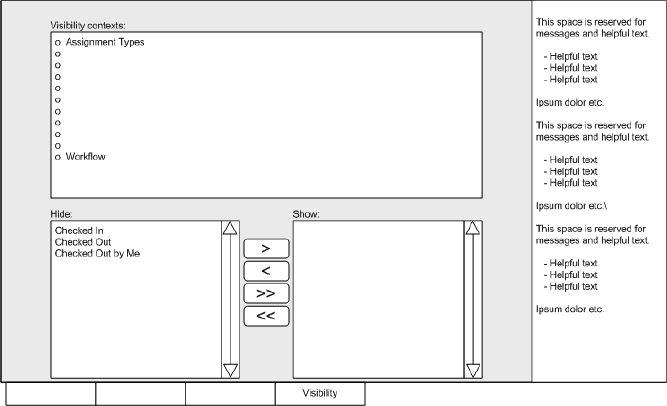 Visibility contexts:
o Assignment Types
o
o
o
o
o
o
o
o
o
o Workflow
Hide:
Checked In
Checked Out
Checked Out by Me
>
<
>>
<<
Show:
Visibility
This space is reserved for
messages and helpful text.
- Helpful text
- Helpful text
- Helpful text
Ipsum dolor etc.
This space is reserved for
messages and helpful text.
- Helpful text
- Helpful text
- Helpful text
Ipsum dolor etc.\
This space is reserved for
messages and helpful text.
- Helpful text
- Helpful text
- Helpful text
Ipsum dolor etc.